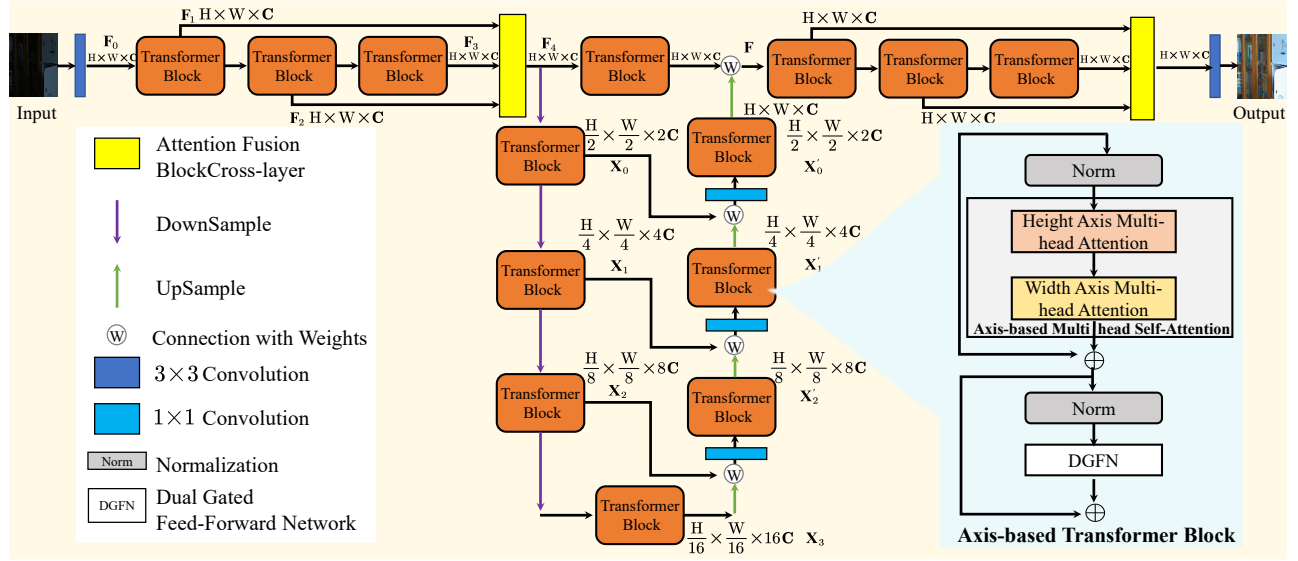 F₁ H×W×C
H×W×C
F₀
H×W×C
Transformer
Block
Transformer
Block
Transformer
Block
F₃
H×W×C
F₂ H×W×C
F₄
H×W×C
Transformer
Block
H×W×C
W
F
Transformer
Block
Transformer
Block
Transformer
Block
H×W×C
H×W×C
H×W×C
Input
Output
Attention Fusion
BlockCross-layer
DownSample
UpSample
W
Connection with Weights
3×3 Convolution
1×1 Convolution
Norm
Normalization
DGFN
Dual Gated
Feed-Forward Network
Transformer
Block
H/2 × W/2 × 2C
X₀
Transformer
Block
H/4 × W/4 × 4C
X₁
Transformer
Block
H/8 × W/8 × 8C
X₂
Transformer
Block
H/16 × W/16 × 16C X₃
H×W×C
Transformer
Block
H/2 × W/2 × 2C
X₀′
W
H/4 × W/4 × 4C
Transformer
Block
X₁′
W
H/8 × W/8 × 8C
Transformer
Block
X₂′
W
Norm
Height Axis Multi-
head Attention
Width Axis Multi-
head Attention
Axis-based Multi head Self-Attention
Norm
DGFN
Axis-based Transformer Block